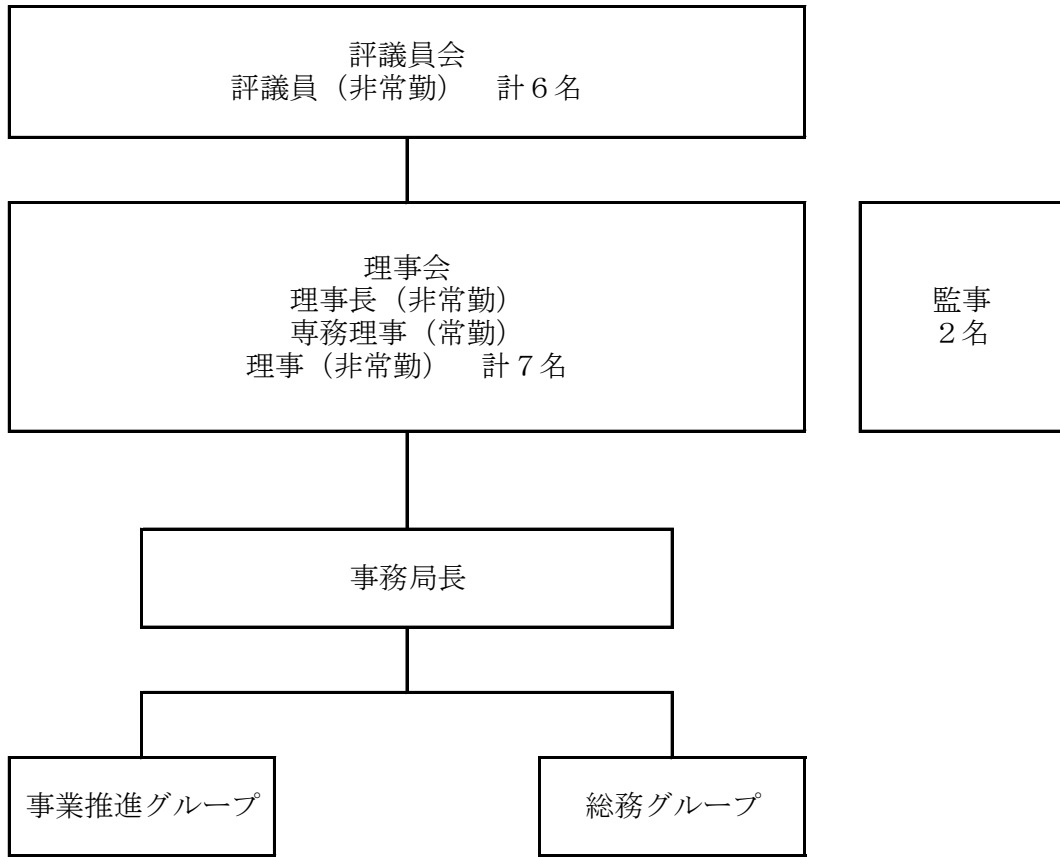 評議員会
評議員（非常勤）　計６名
理事会
理事長（非常勤）
専務理事（常勤）
理事（非常勤）　計７名
監事
２名
事務局長
事業推進グループ
総務グループ